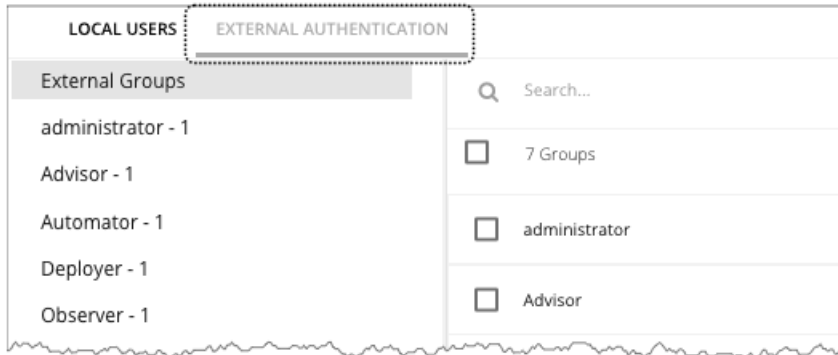 LOCAL USERS EXTERNAL AUTHENTICATION
External Groups
administrator - 1
Advisor - 1
Automator - 1
Deployer - 1
Observer - 1
Search...
7 Groups
administrator
Advisor